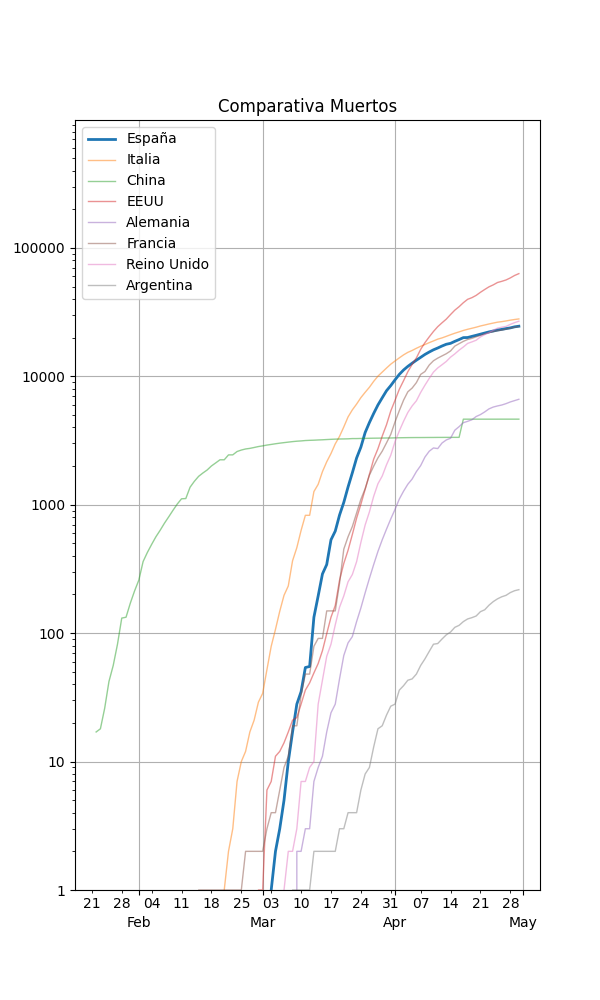 Comparativa Muertos
España
Italia
China
EEUU
Alemania
Francia
Reino Unido
Argentina
100000
10000
1000
100
10
1
21 28 04 11 18 25 03 10 17 24 31 07 14 21 28
Feb Mar Apr May